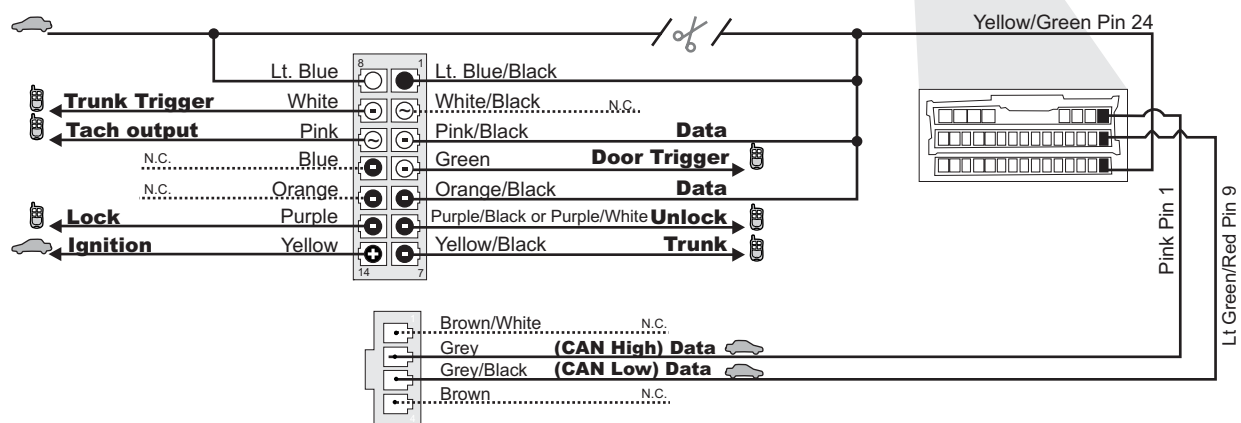 Yellow/Green Pin 24
8 1
Lt. Blue Lt. Blue/Black
Trunk Trigger White White/Black N.C.
Tach output Pink Pink/Black Data
N.C. Blue Green Door Trigger
N.C. Orange Orange/Black Data
Lock Purple Purple/Black or Purple/White Unlock
Ignition Yellow Yellow/Black Trunk
14 7
Pink Pin 1
Lt Green/Red Pin 9
Brown/White N.C.
Grey (CAN High) Data
Grey/Black (CAN Low) Data
Brown N.C.